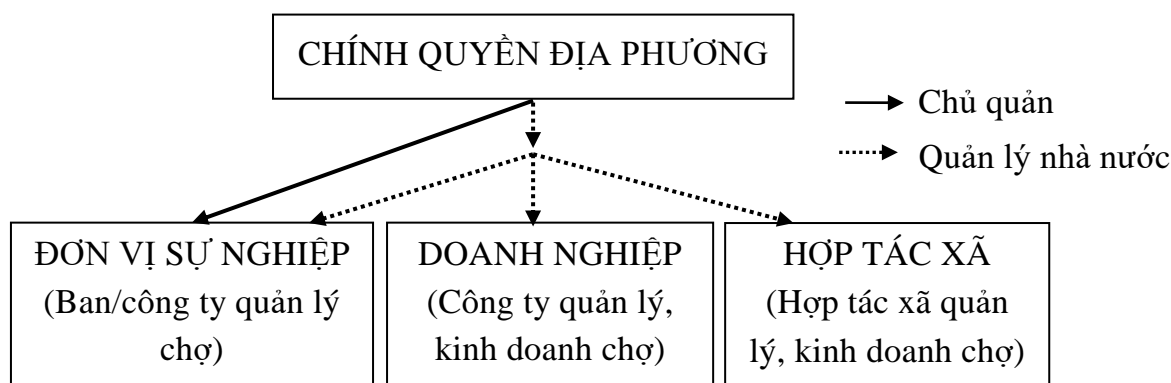 CHÍNH QUYỀN ĐỊA PHƯƠNG
Chủ quản
Quản lý nhà nước
ĐƠN VỊ SỰ NGHIỆP
(Ban/công ty quản lý
chợ)
DOANH NGHIỆP
(Công ty quản lý,
kinh doanh chợ)
HỢP TÁC XÃ
(Hợp tác xã quản
lý, kinh doanh chợ)